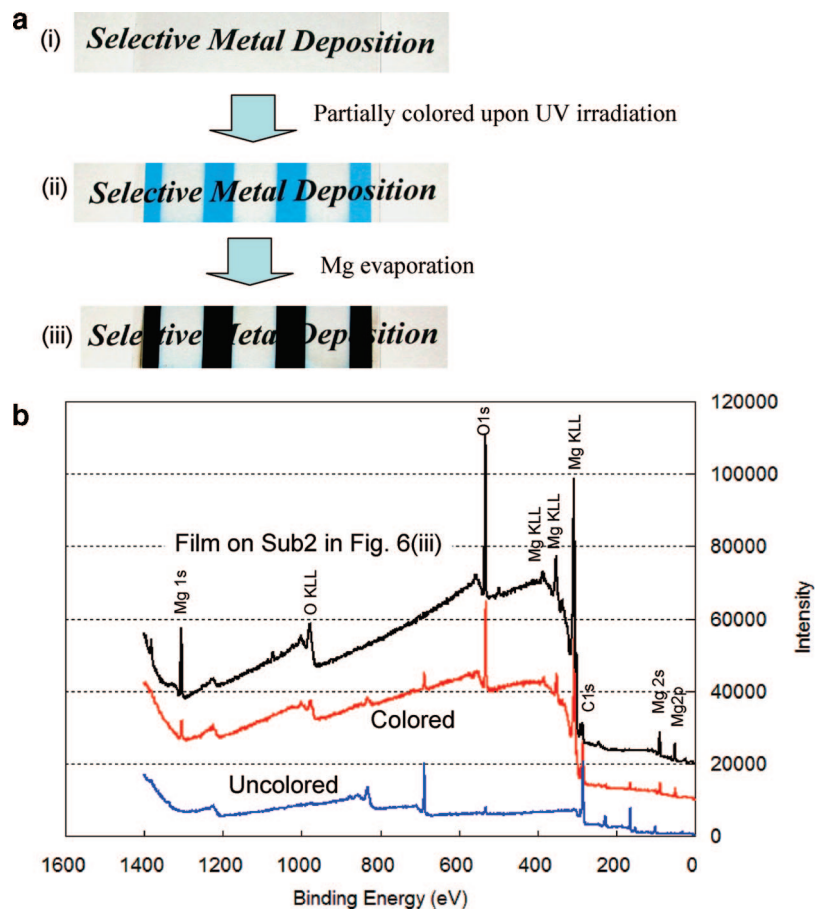 a
(i) Selective Metal Deposition
Partially colored upon UV irradiation
(ii) Selective Metal Deposition
Mg evaporation
(iii) Selective Metal Deposition
b
120000
100000
80000
60000
40000
20000
0
Intensity
O1s
Mg KLL
Mg KLL
Mg KLL
Film on Sub2 in Fig. 6(iii)
Mg 1s
O KLL
Colored
C1s
Mg 2s
Mg2p
Uncolored
1600 1400 1200 1000 800 600 400 200 0
Binding Energy (eV)